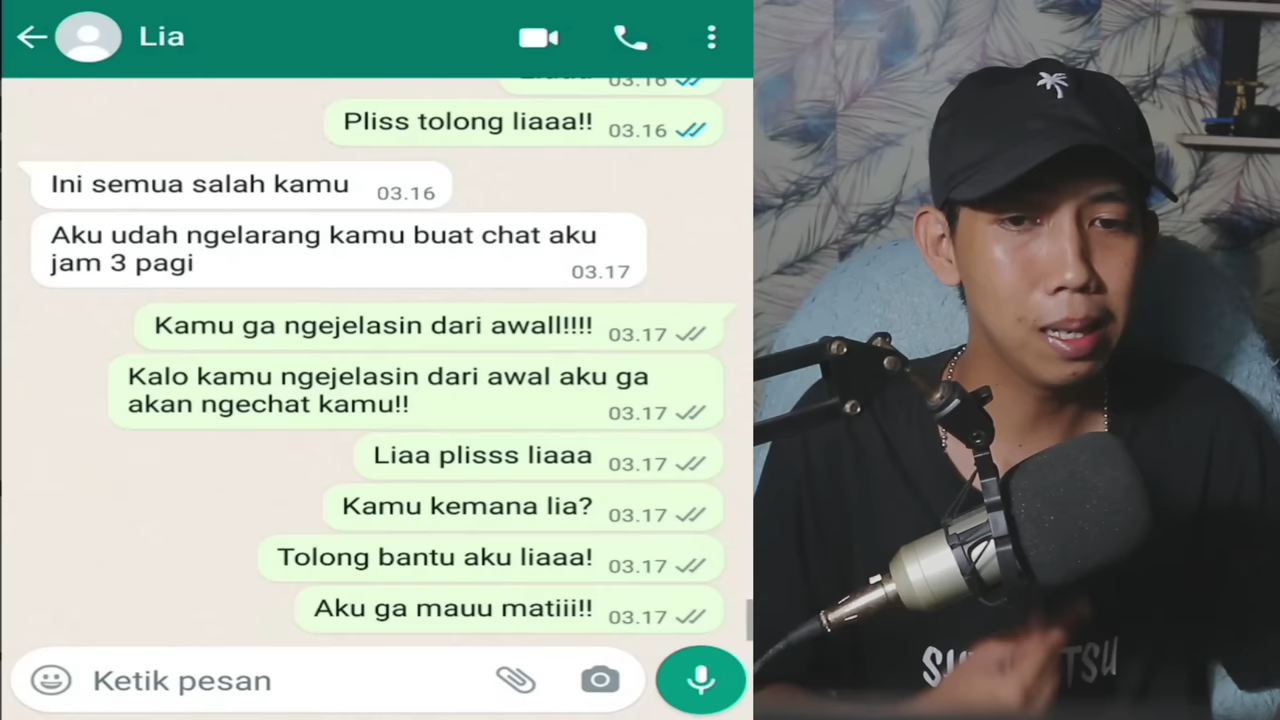 Lia
03.16
Pliss tolong liaaa!! 03.16
Ini semua salah kamu 03.16
Aku udah ngelarang kamu buat chat aku
jam 3 pagi 03.17
Kamu ga ngejelasin dari awall!!!! 03.17
Kalo kamu ngejelasin dari awal aku ga
akan ngechat kamu!! 03.17
Liaa plisss liaaa 03.17
Kamu kemana lia? 03.17
Tolong bantu aku liaaa! 03.17
Aku ga mauu matiii!! 03.17
Ketik pesan